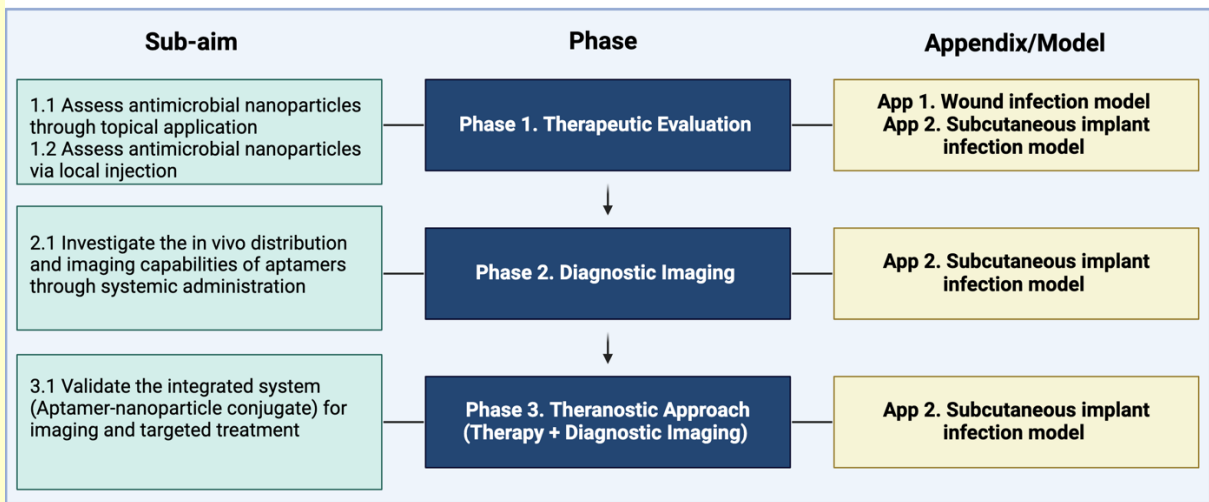 Sub-aim
Phase
Appendix/Model
1.1 Assess antimicrobial nanoparticles
through topical application
1.2 Assess antimicrobial nanoparticles
via local injection
Phase 1. Therapeutic Evaluation
App 1. Wound infection model
App 2. Subcutaneous implant
infection model
2.1 Investigate the in vivo distribution
and imaging capabilities of aptamers
through systemic administration
Phase 2. Diagnostic Imaging
App 2. Subcutaneous implant
infection model
3.1 Validate the integrated system
(Aptamer-nanoparticle conjugate) for
imaging and targeted treatment
Phase 3. Theranostic Approach
(Therapy + Diagnostic Imaging)
App 2. Subcutaneous implant
infection model